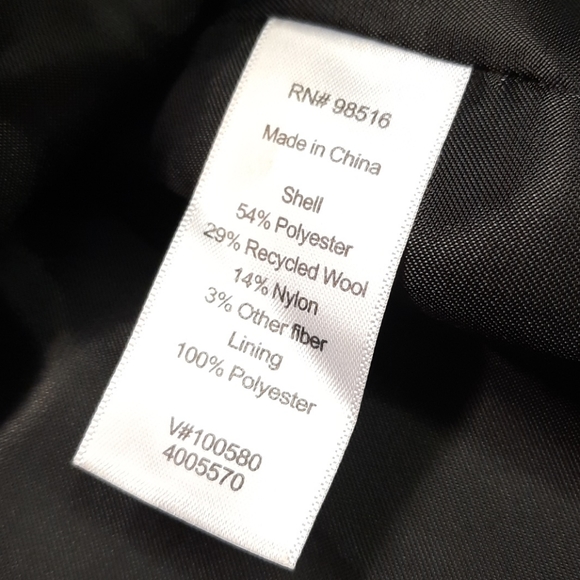 RN# 98516
Made in China
Shell
54% Polyester
29% Recycled Wool
14% Nylon
3% Other fiber
Lining
100% Polyester
V#100580
4005570